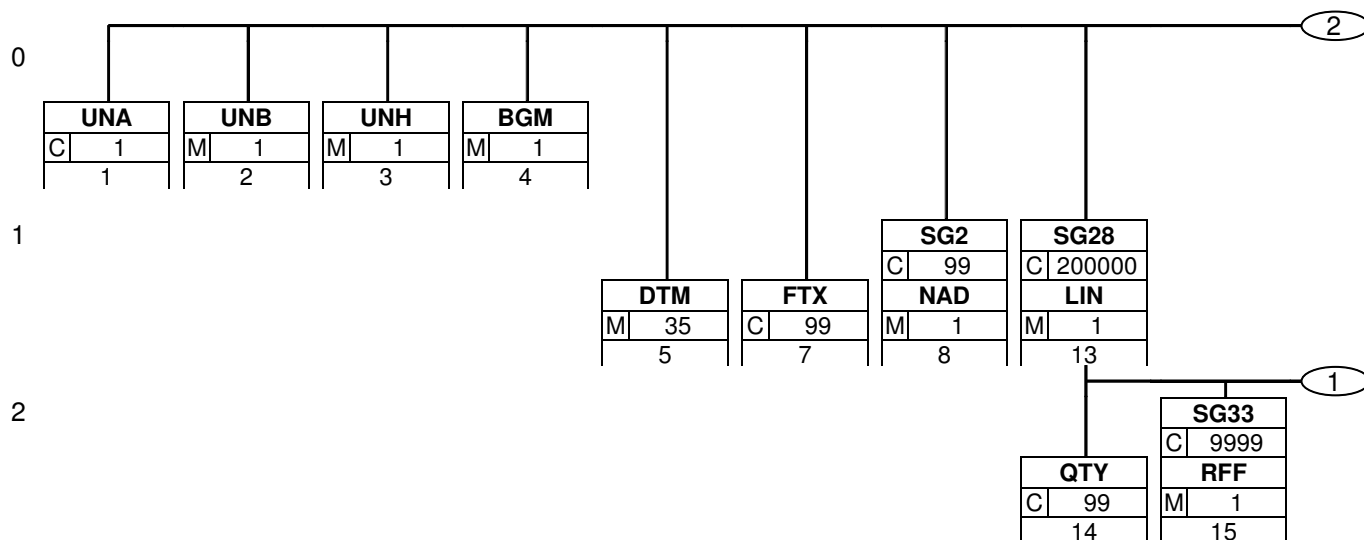 2
0
UNA UNB UNH BGM
C 1 M 1 M 1 M 1
1 2 3 4
1
SG2 SG28
C 99 C 200000
DTM FTX NAD LIN
M 35 C 99 M 1 M 1
5 7 8 13
1
2
SG33
C 9999
QTY RFF
C 99 M 1
14 15